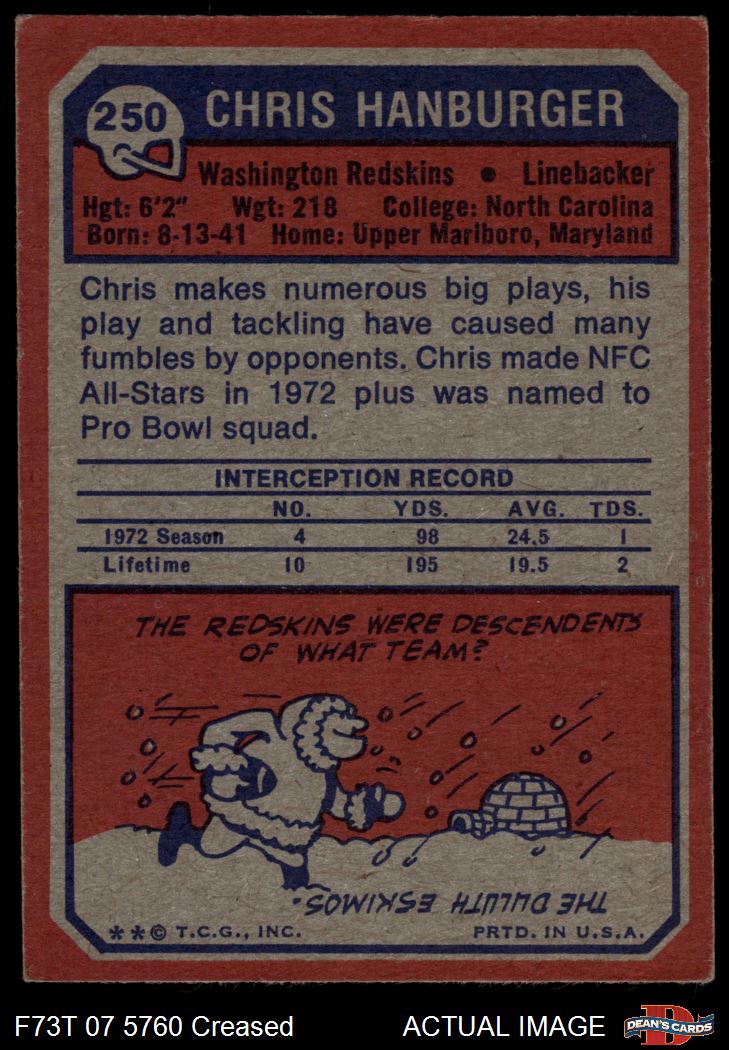 250 CHRIS HANBURGER
Washington Redskins • Linebacker
Hgt: 6'2" Wgt: 218 College: North Carolina
Born: 8-13-41 Home: Upper Marlboro, Maryland
Chris makes numerous big plays, his
play and tackling have caused many
fumbles by opponents. Chris made NFC
All-Stars in 1972 plus was named to
Pro Bowl squad.
INTERCEPTION RECORD
NO. YDS. AVG. TDS.
1972 Season 4 98 24.5 1
Lifetime 10 195 19.5 2
THE REDSKINS WERE DESCENDENTS
OF WHAT TEAM?
THE DULUTH ESKIMOS.
**© T.C.G., INC. PRTD. IN U.S.A.
F73T 07 5760 Creased ACTUAL IMAGE
D
DEAN'S CARDS